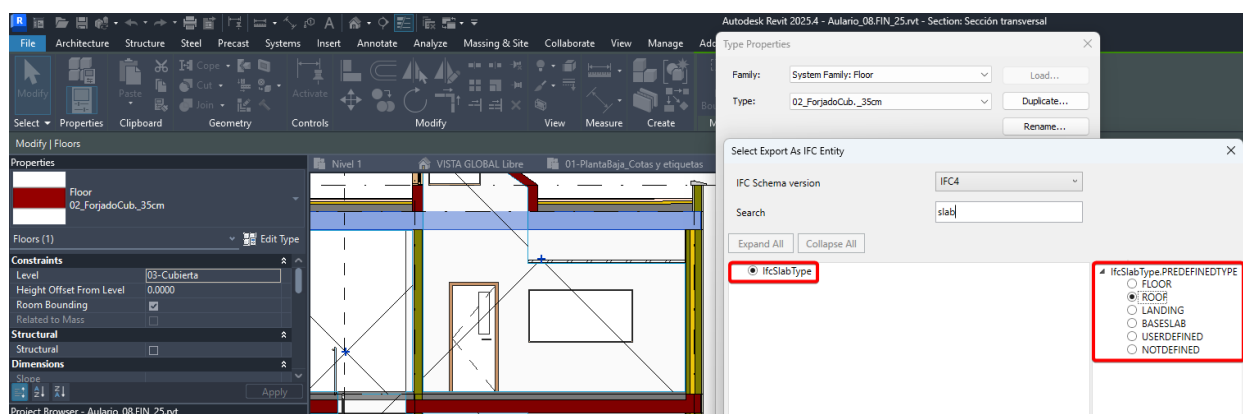 Autodesk Revit 2025.4 - Aulario_08.FIN_25.rvt - Section: Sección transversal
File Architecture Structure Steel Precast Systems Insert Annotate Analyze Massing & Site Collaborate View Manage Add
Modify
Paste
Cope
Cut
Join
Activate
Select Properties Clipboard Geometry Controls Modify View Measure Create
Modify | Floors
Properties
Floor
02_ForjadoCub._35cm
Floors (1) Edit Type
Constraints
Level 03-Cubierta
Height Offset From Level 0.0000
Room Bounding
Related to Mass
Structural
Structural
Dimensions
Slope
Apply
Project Browser - Aulario_08.FIN_25.rvt
Nivel 1 VISTA GLOBAL Libre 01-PlantaBaja_Cotas y etiquetas
Type Properties
Family: System Family: Floor Load...
Type: 02_ForjadoCub._35cm Duplicate...
Rename...
Select Export As IFC Entity
IFC Schema version IFC4
Search slab
Expand All Collapse All
IfcSlabType
IfcSlabType.PREDEFINEDTYPE
FLOOR
ROOF
LANDING
BASESLAB
USERDEFINED
NOTDEFINED